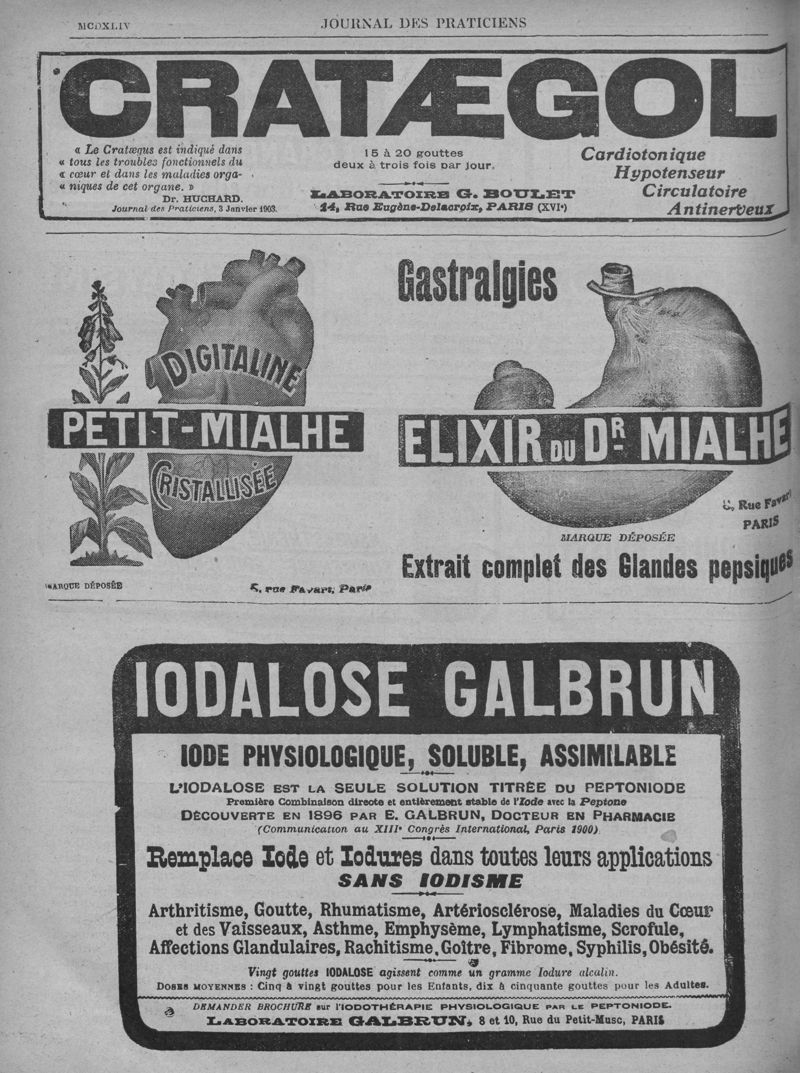 MCDXLIV
JOURNAL DES PRATICIENS
CRATÆGOL
« Le Cratægus est indiqué dans
« tous les troubles fonctionnels du
« cœur et dans les maladies orga-
« niques de cet organe. »
Dr. HUCHARD.
Journal des Praticiens, 3 Janvier 1903.
15 à 20 gouttes
deux à trois fois par jour.
LABORATOIRE G. BOULET
24, Rue Eugène-Delacroix, PARIS (XVIe)
Cardiotonique
Hypotenseur
Circulatoire
Antinerveux
DIGITALINE
PETIT-MIALHE
CRISTALLISÉE
MARQUE DÉPOSÉE
5, rue Favart, Paris
Gastralgies
ELIXIR DU DR MIALHE
Rue Favart
PARIS
MARQUE DÉPOSÉE
Extrait complet des Glandes pepsiques
IODALOSE GALBRUN
IODE PHYSIOLOGIQUE, SOLUBLE, ASSIMILABLE
L'IODALOSE EST LA SEULE SOLUTION TITRÉE DU PEPTONIODE
Première Combinaison directe et entièrement stable de l'Iode avec la Peptone
DÉCOUVERTE EN 1896 PAR E. GALBRUN, DOCTEUR EN PHARMACIE
(Communication au XIIIe Congrès International, Paris 1900).
Remplace Iode et Iodures dans toutes leurs applications
SANS IODISME
Arthritisme, Goutte, Rhumatisme, Artériosclérose, Maladies du Cœur
et des Vaisseaux, Asthme, Emphysème, Lymphatisme, Scrofule,
Affections Glandulaires, Rachitisme, Goître, Fibrome, Syphilis, Obésité.
Vingt gouttes IODALOSE agissent comme un gramme Iodure alcalin.
DOSES MOYENNES : Cinq à vingt gouttes pour les Enfants, dix à cinquante gouttes pour les Adultes.
DEMANDER BROCHURE sur l'IODOTHÉRAPIE PHYSIOLOGIQUE PAR LE PEPTONIODE.
LABORATOIRE GALBRUN, 8 et 10, Rue du Petit-Musc, PARIS